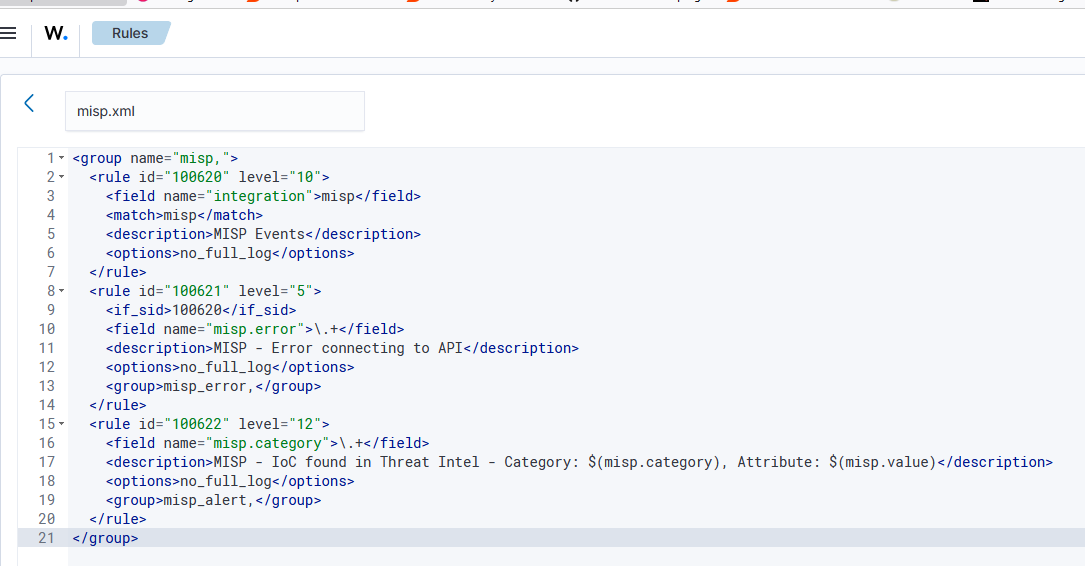 W.
Rules
misp.xml
1 <group name="misp,">
2   <rule id="100620" level="10">
3     <field name="integration">misp</field>
4     <match>misp</match>
5     <description>MISP Events</description>
6     <options>no_full_log</options>
7   </rule>
8   <rule id="100621" level="5">
9     <if_sid>100620</if_sid>
10     <field name="misp.error">\.+</field>
11     <description>MISP - Error connecting to API</description>
12     <options>no_full_log</options>
13     <group>misp_error,</group>
14   </rule>
15   <rule id="100622" level="12">
16     <field name="misp.category">\.+</field>
17     <description>MISP - IoC found in Threat Intel - Category: $(misp.category), Attribute: $(misp.value)</description>
18     <options>no_full_log</options>
19     <group>misp_alert,</group>
20   </rule>
21 </group>